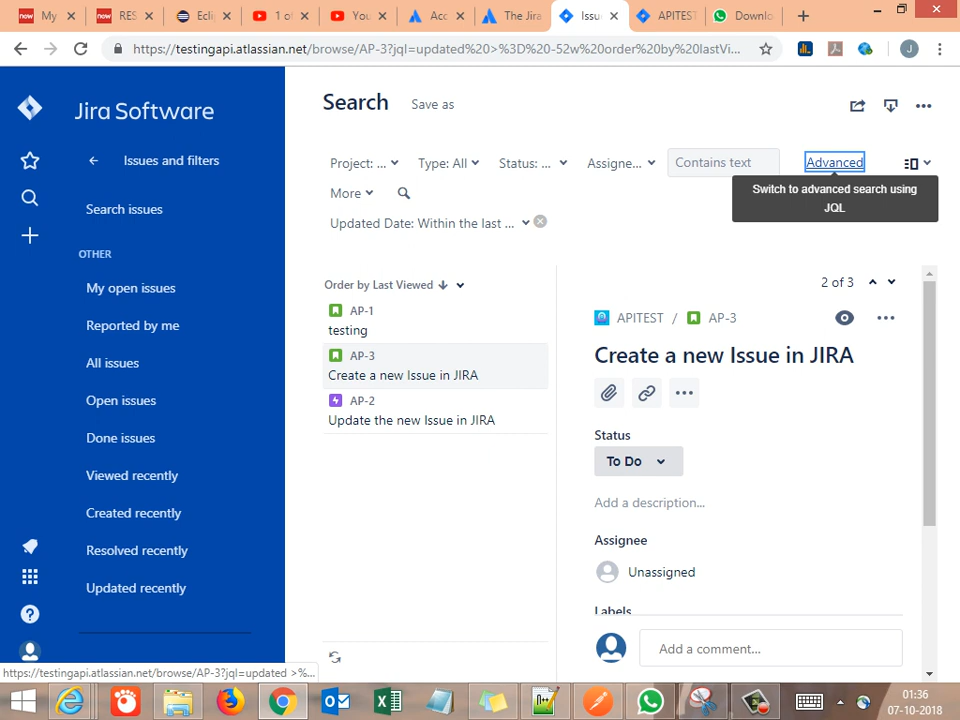 now My
now RES
Ecli
1 o
You
Acc
The Jira
Issu
APITEST
Downlo
https://testingapi.atlassian.net/browse/AP-3?jql=updated%20>%3D%20-52w%20order%20by%20lastVi...
J
Jira Software
Issues and filters
Search issues
OTHER
My open issues
Reported by me
All issues
Open issues
Done issues
Viewed recently
Created recently
Resolved recently
Updated recently
Search Save as
Project: ... Type: All Status: ... Assigne... Contains text Advanced
Switch to advanced search using
JQL
More
Updated Date: Within the last ...
Order by Last Viewed
AP-1
testing
AP-3
Create a new Issue in JIRA
AP-2
Update the new Issue in JIRA
2 of 3
APITEST / AP-3
Create a new Issue in JIRA
Status
To Do
Add a description...
Assignee
Unassigned
Labels
Add a comment...
https://testingapi.atlassian.net/browse/AP-3?jql=updated >%...
01:36
07-10-2018